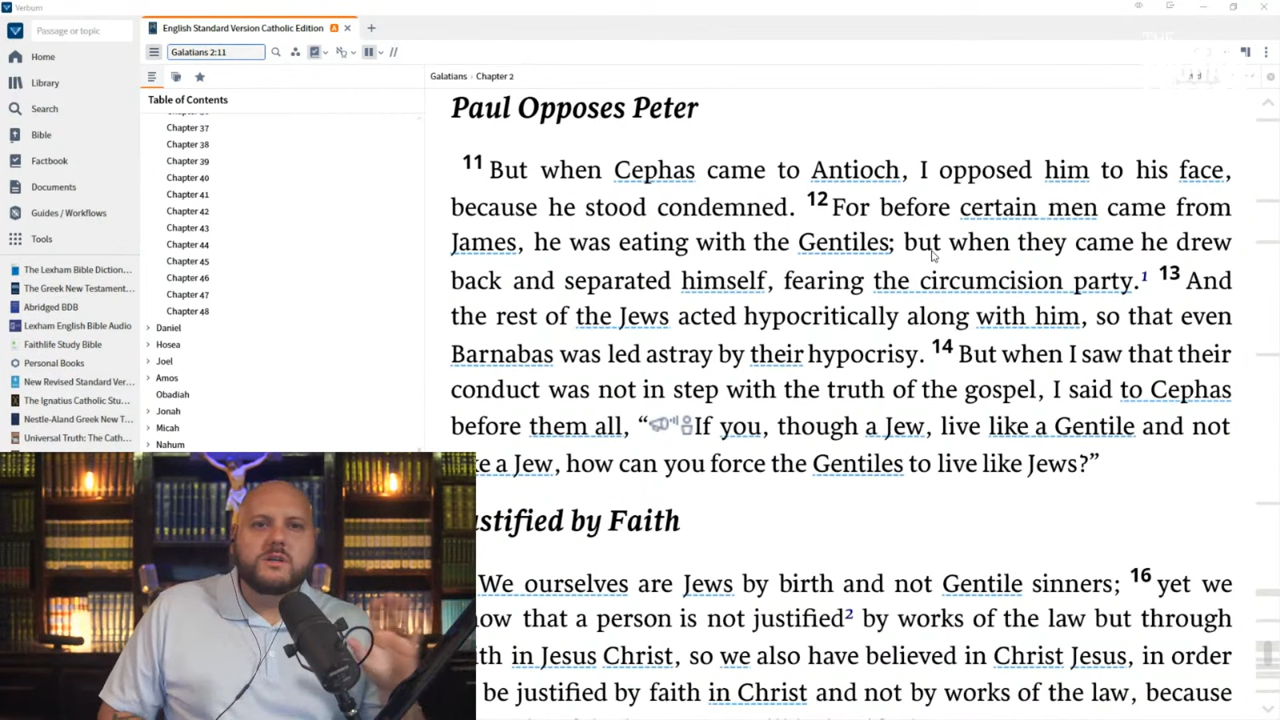 Verbum
Passage or topic
English Standard Version Catholic Edition
A
Galatians 2:11
Home
Library
Search
Bible
Factbook
Documents
Guides / Workflows
Tools
The Lexham Bible Diction...
The Greek New Testament...
Abridged BDB
Lexham English Bible Audio
Faithlife Study Bible
Personal Books
New Revised Standard Ver...
The Ignatius Catholic Stu...
Nestle-Aland Greek New T...
Universal Truth: The Cath...
Table of Contents
Chapter 37
Chapter 38
Chapter 39
Chapter 40
Chapter 41
Chapter 42
Chapter 43
Chapter 44
Chapter 45
Chapter 46
Chapter 47
Chapter 48
Daniel
Hosea
Joel
Amos
Obadiah
Jonah
Micah
Nahum
Galatians › Chapter 2
Paul Opposes Peter
11 But when Cephas came to Antioch, I opposed him to his face,
because he stood condemned. 12 For before certain men came from
James, he was eating with the Gentiles; but when they came he drew
back and separated himself, fearing the circumcision party.1 13 And
the rest of the Jews acted hypocritically along with him, so that even
Barnabas was led astray by their hypocrisy. 14 But when I saw that their
conduct was not in step with the truth of the gospel, I said to Cephas
before them all, “If you, though a Jew, live like a Gentile and not
a Jew, how can you force the Gentiles to live like Jews?”
ustified by Faith
We ourselves are Jews by birth and not Gentile sinners; 16 yet we
ow that a person is not justified2 by works of the law but through
th in Jesus Christ, so we also have believed in Christ Jesus, in order
be justified by faith in Christ and not by works of the law, because